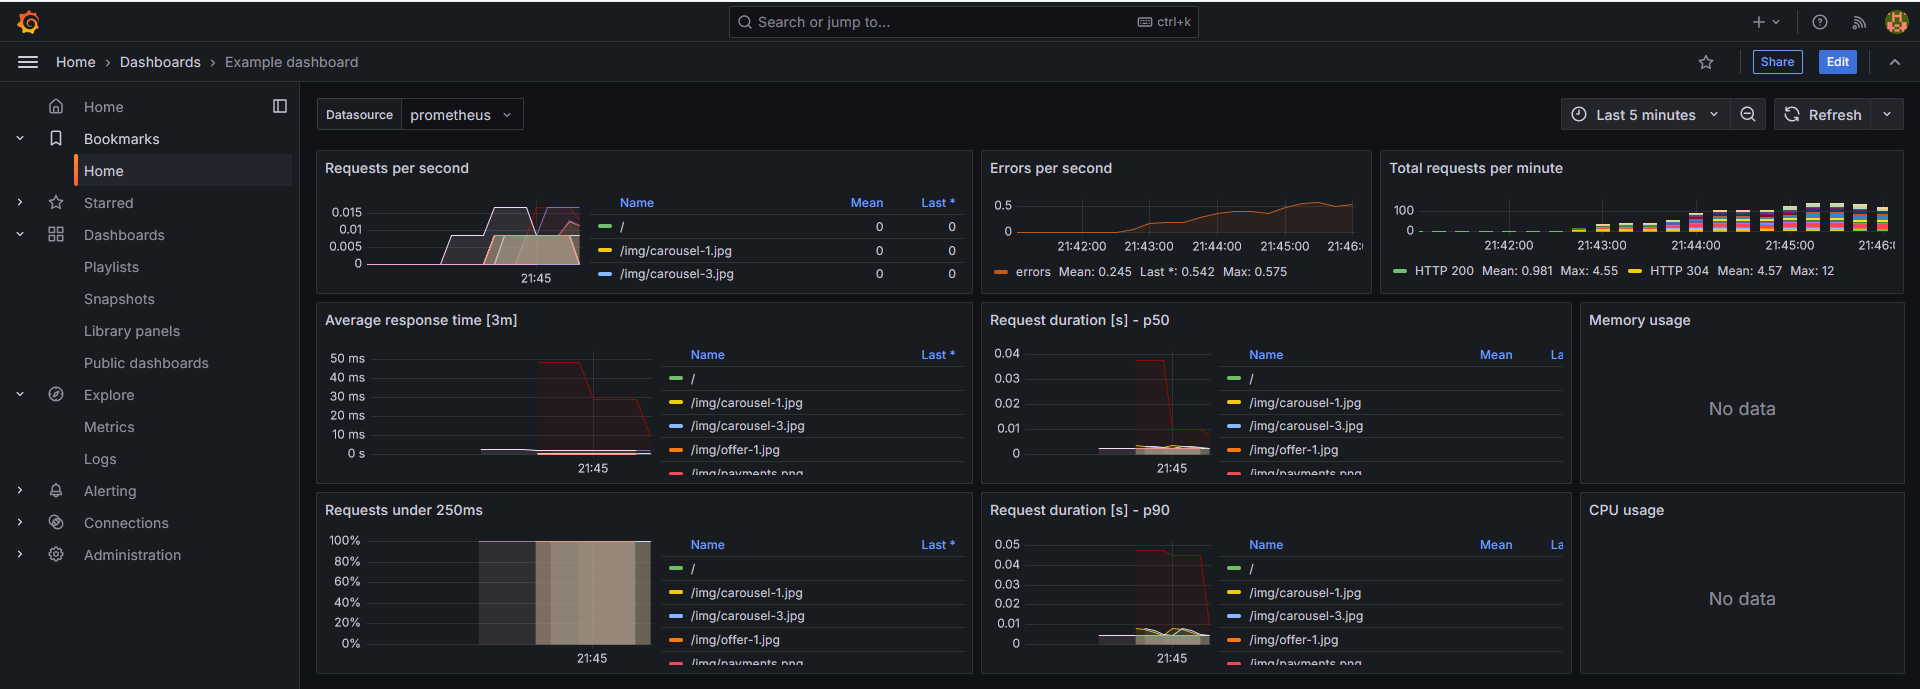 Search or jump to...
ctrl+k
Home › Dashboards › Example dashboard
Share
Edit
Home
Bookmarks
Home
Starred
Dashboards
Playlists
Snapshots
Library panels
Public dashboards
Explore
Metrics
Logs
Alerting
Connections
Administration
Datasource
prometheus
Last 5 minutes
Refresh
Requests per second
0.015
0.01
0.005
0
21:45
Name Mean Last *
/ 0 0
/img/carousel-1.jpg 0 0
/img/carousel-3.jpg 0 0
Errors per second
0.5
0
21:42:00 21:43:00 21:44:00 21:45:00 21:46:
errors Mean: 0.245 Last *: 0.542 Max: 0.575
Total requests per minute
100
0
21:42:00 21:43:00 21:44:00 21:45:00 21:46:
HTTP 200 Mean: 0.981 Max: 4.55 HTTP 304 Mean: 4.57 Max: 12
Average response time [3m]
50 ms
40 ms
30 ms
20 ms
10 ms
0 s
21:45
Name Last *
/
/img/carousel-1.jpg
/img/carousel-3.jpg
/img/offer-1.jpg
/img/payments.png
Request duration [s] - p50
0.04
0.03
0.02
0.01
0
21:45
Name Mean La
/
/img/carousel-1.jpg
/img/carousel-3.jpg
/img/offer-1.jpg
/img/payments.png
Memory usage
No data
Requests under 250ms
100%
80%
60%
40%
20%
0%
21:45
Name Last *
/
/img/carousel-1.jpg
/img/carousel-3.jpg
/img/offer-1.jpg
/img/payments.png
Request duration [s] - p90
0.05
0.04
0.03
0.02
0.01
0
21:45
Name Mean La
/
/img/carousel-1.jpg
/img/carousel-3.jpg
/img/offer-1.jpg
/img/payments.png
CPU usage
No data